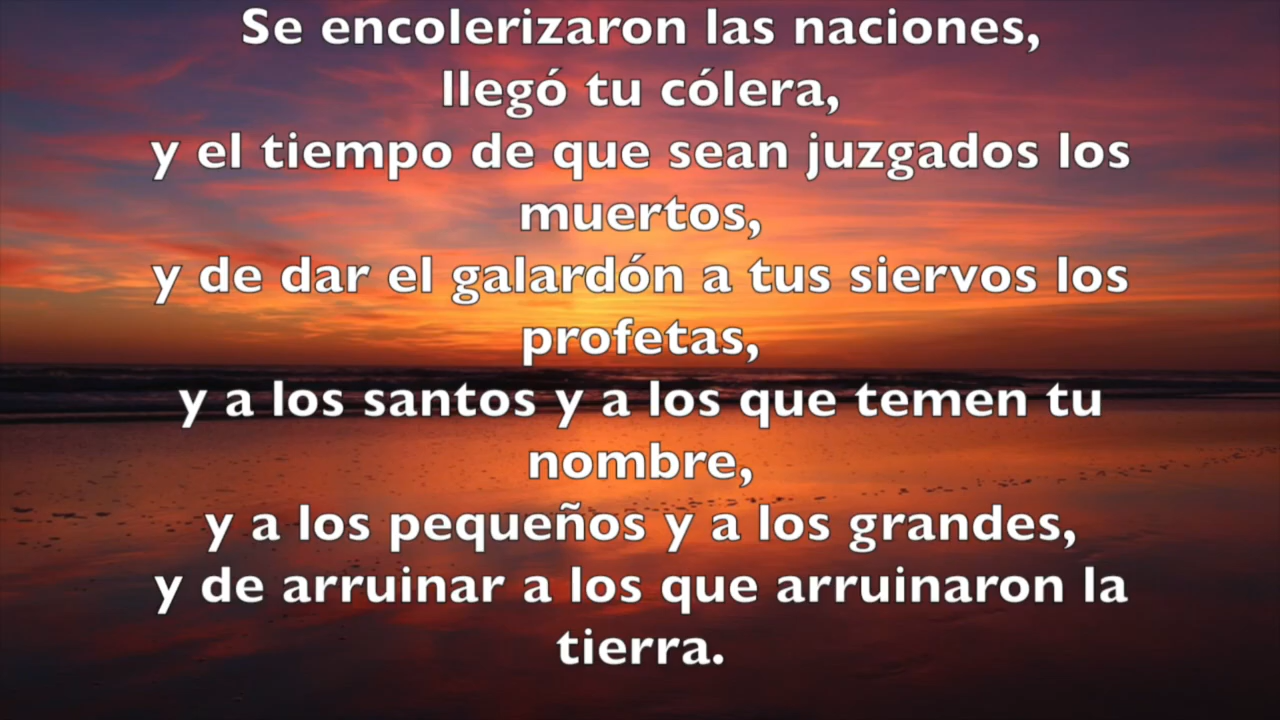 Se encolerizaron las naciones,
llegó tu cólera,
y el tiempo de que sean juzgados los
muertos,
y de dar el galardón a tus siervos los
profetas,
y a los santos y a los que temen tu
nombre,
y a los pequeños y a los grandes,
y de arruinar a los que arruinaron la
tierra.